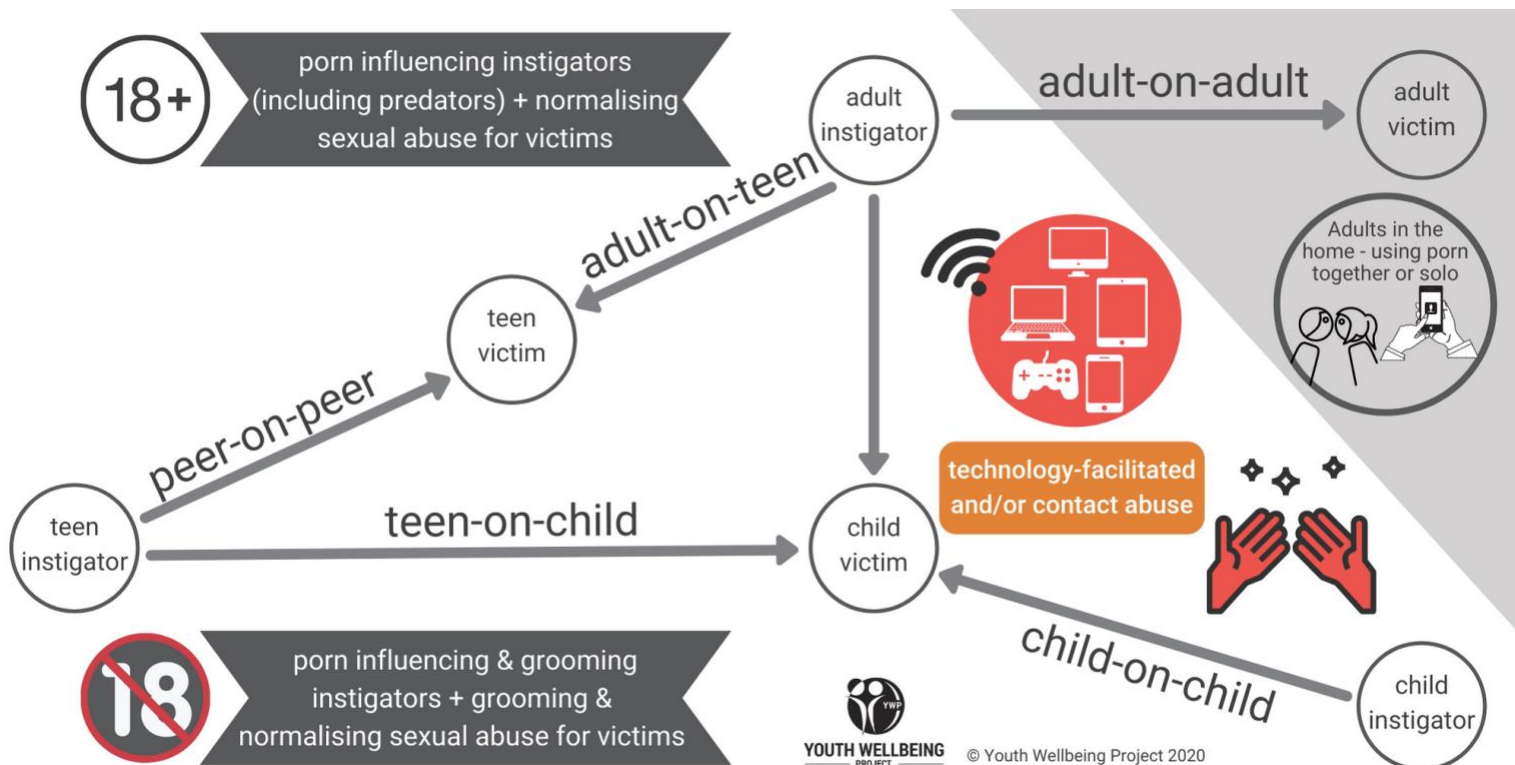 18+
porn influencing instigators
(including predators) + normalising
sexual abuse for victims
adult
instigator
adult-on-adult
adult
victim
adult-on-teen
Adults in the
home - using porn
together or solo
teen
victim
peer-on-peer
technology-facilitated
and/or contact abuse
teen
instigator
teen-on-child
child
victim
child-on-child
child
instigator
18
porn influencing & grooming
instigators + grooming &
normalising sexual abuse for victims
YWP
YOUTH WELLBEING
PROJECT
© Youth Wellbeing Project 2020